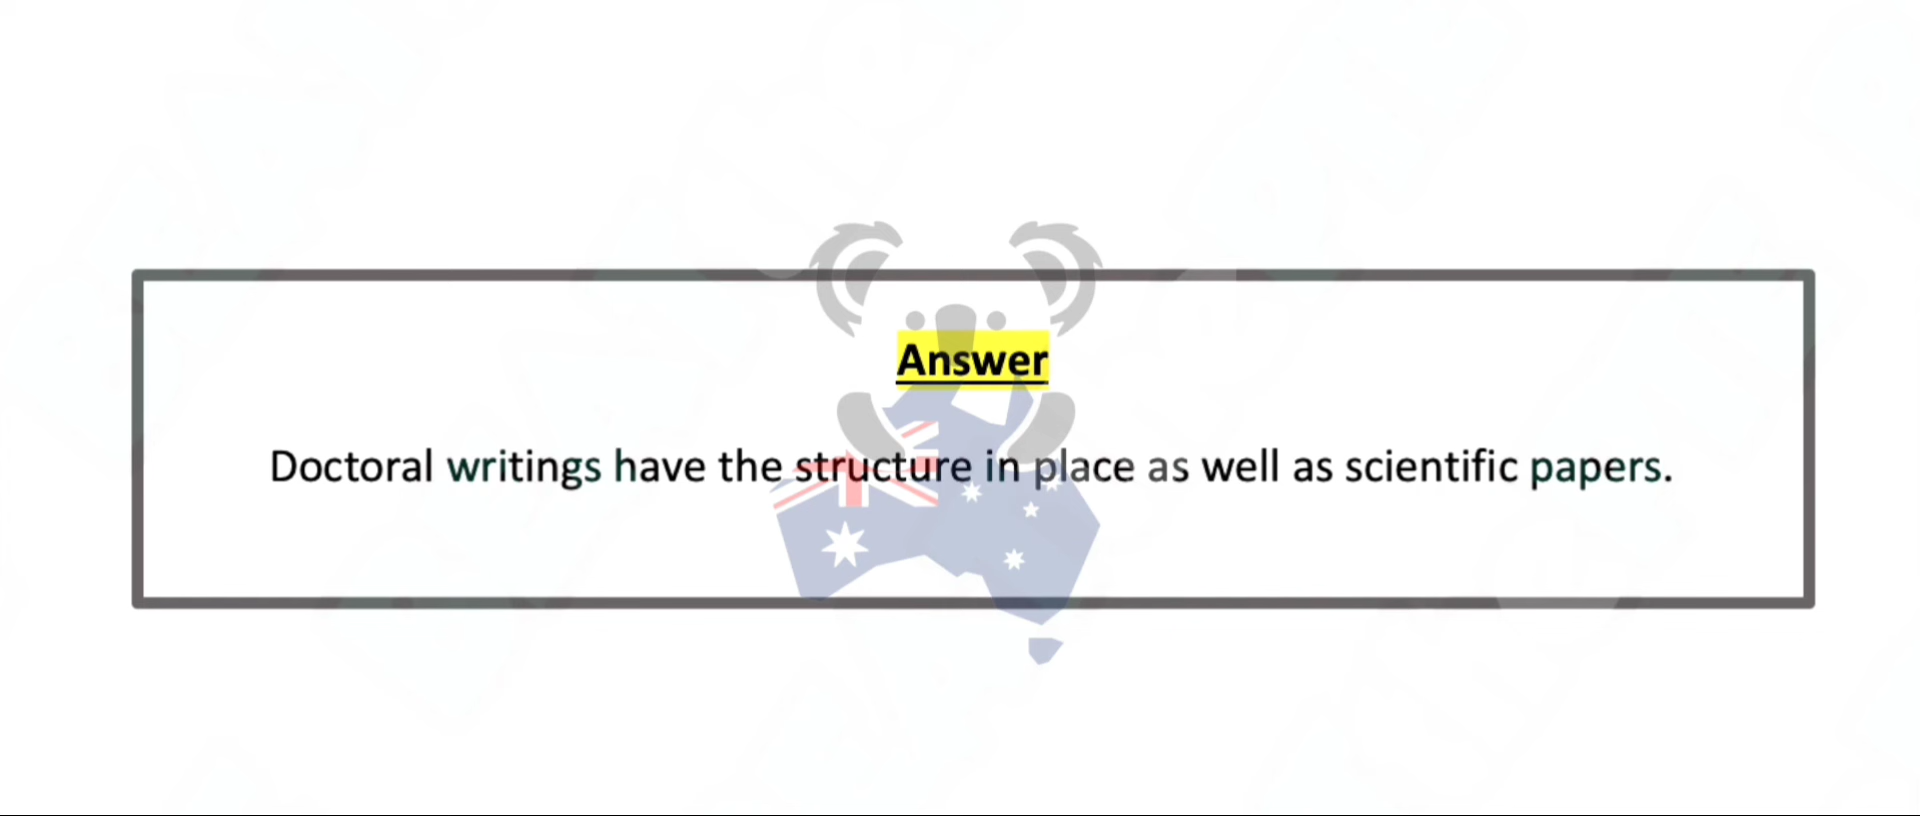 Answer
Doctoral writings have the structure in place as well as scientific papers.